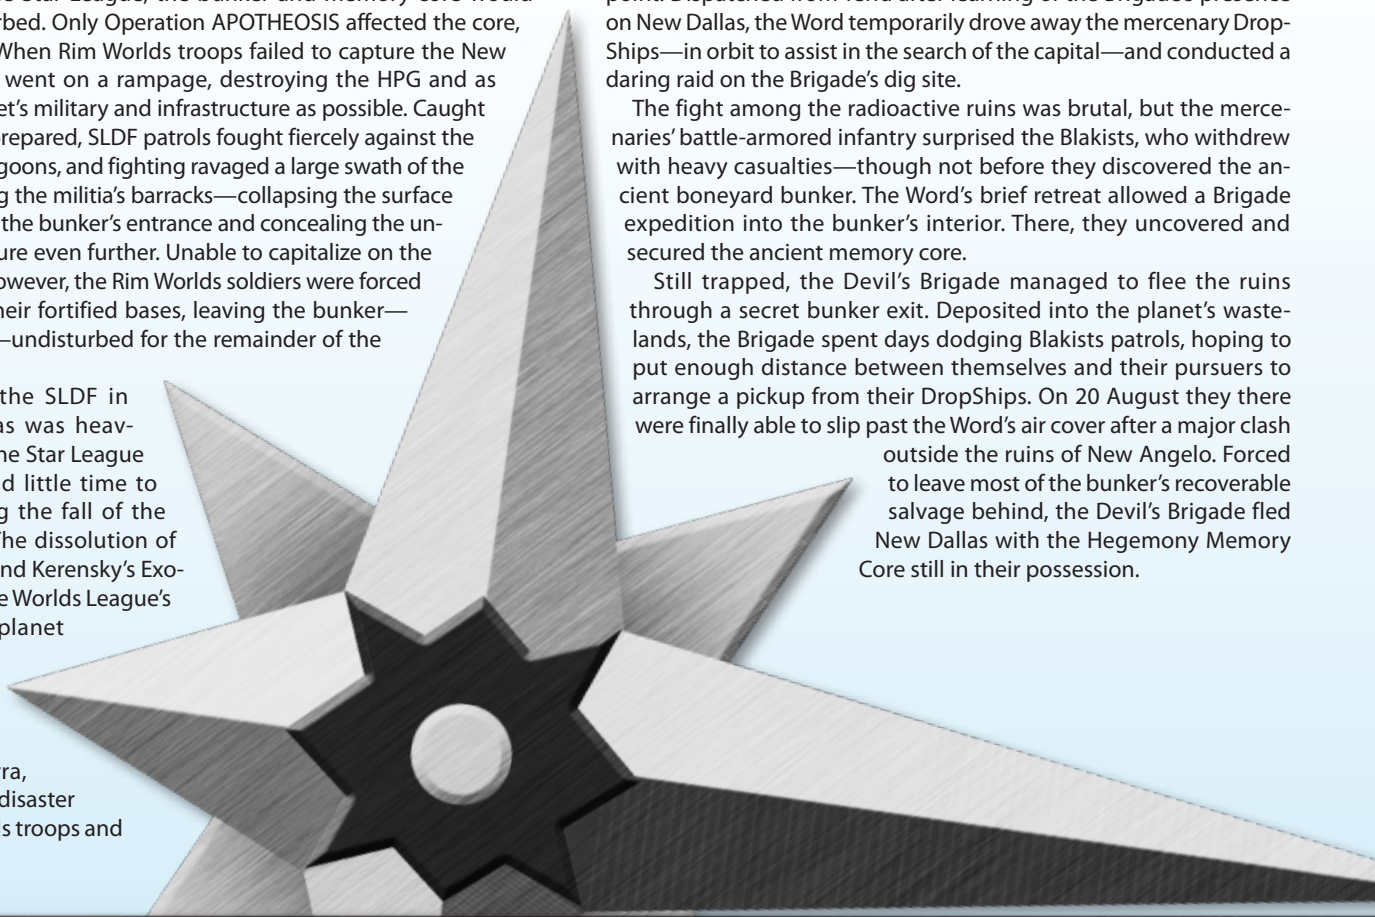 Star League, the bunker and memory core would
Only Operation APOTHEOSIS affected the core,
When Rim Worlds troops failed to capture the New
went on a rampage, destroying the HPG and as
military and infrastructure as possible. Caught
SLDF patrols fought fiercely against the
and fighting ravaged a large swath of the
the militia’s barracks—collapsing the surface
the bunker’s entrance and concealing the un-
even further. Unable to capitalize on the
the Rim Worlds soldiers were forced
their fortified bases, leaving the bunker—
—undisturbed for the remainder of the
the SLDF in
was heav-
Star League
little time to
the fall of the
The dissolution of
Kerensky’s Exo-
Worlds League’s
planet
disaster
troops and
point. Dispatched from Terra after learning of the Brigade’s presence
on New Dallas, the Word temporarily drove away the mercenary Drop-
Ships—in orbit to assist in the search of the capital—and conducted a
daring raid on the Brigade’s dig site.
The fight among the radioactive ruins was brutal, but the merce-
naries’ battle-armored infantry surprised the Blakists, who withdrew
with heavy casualties—though not before they discovered the an-
cient boneyard bunker. The Word’s brief retreat allowed a Brigade
expedition into the bunker’s interior. There, they uncovered and
secured the ancient memory core.
Still trapped, the Devil’s Brigade managed to flee the ruins
through a secret bunker exit. Deposited into the planet’s waste-
lands, the Brigade spent days dodging Blakists patrols, hoping to
put enough distance between themselves and their pursuers to
arrange a pickup from their DropShips. On 20 August they there
were finally able to slip past the Word’s air cover after a major clash
outside the ruins of New Angelo. Forced
to leave most of the bunker’s recoverable
salvage behind, the Devil’s Brigade fled
New Dallas with the Hegemony Memory
Core still in their possession.